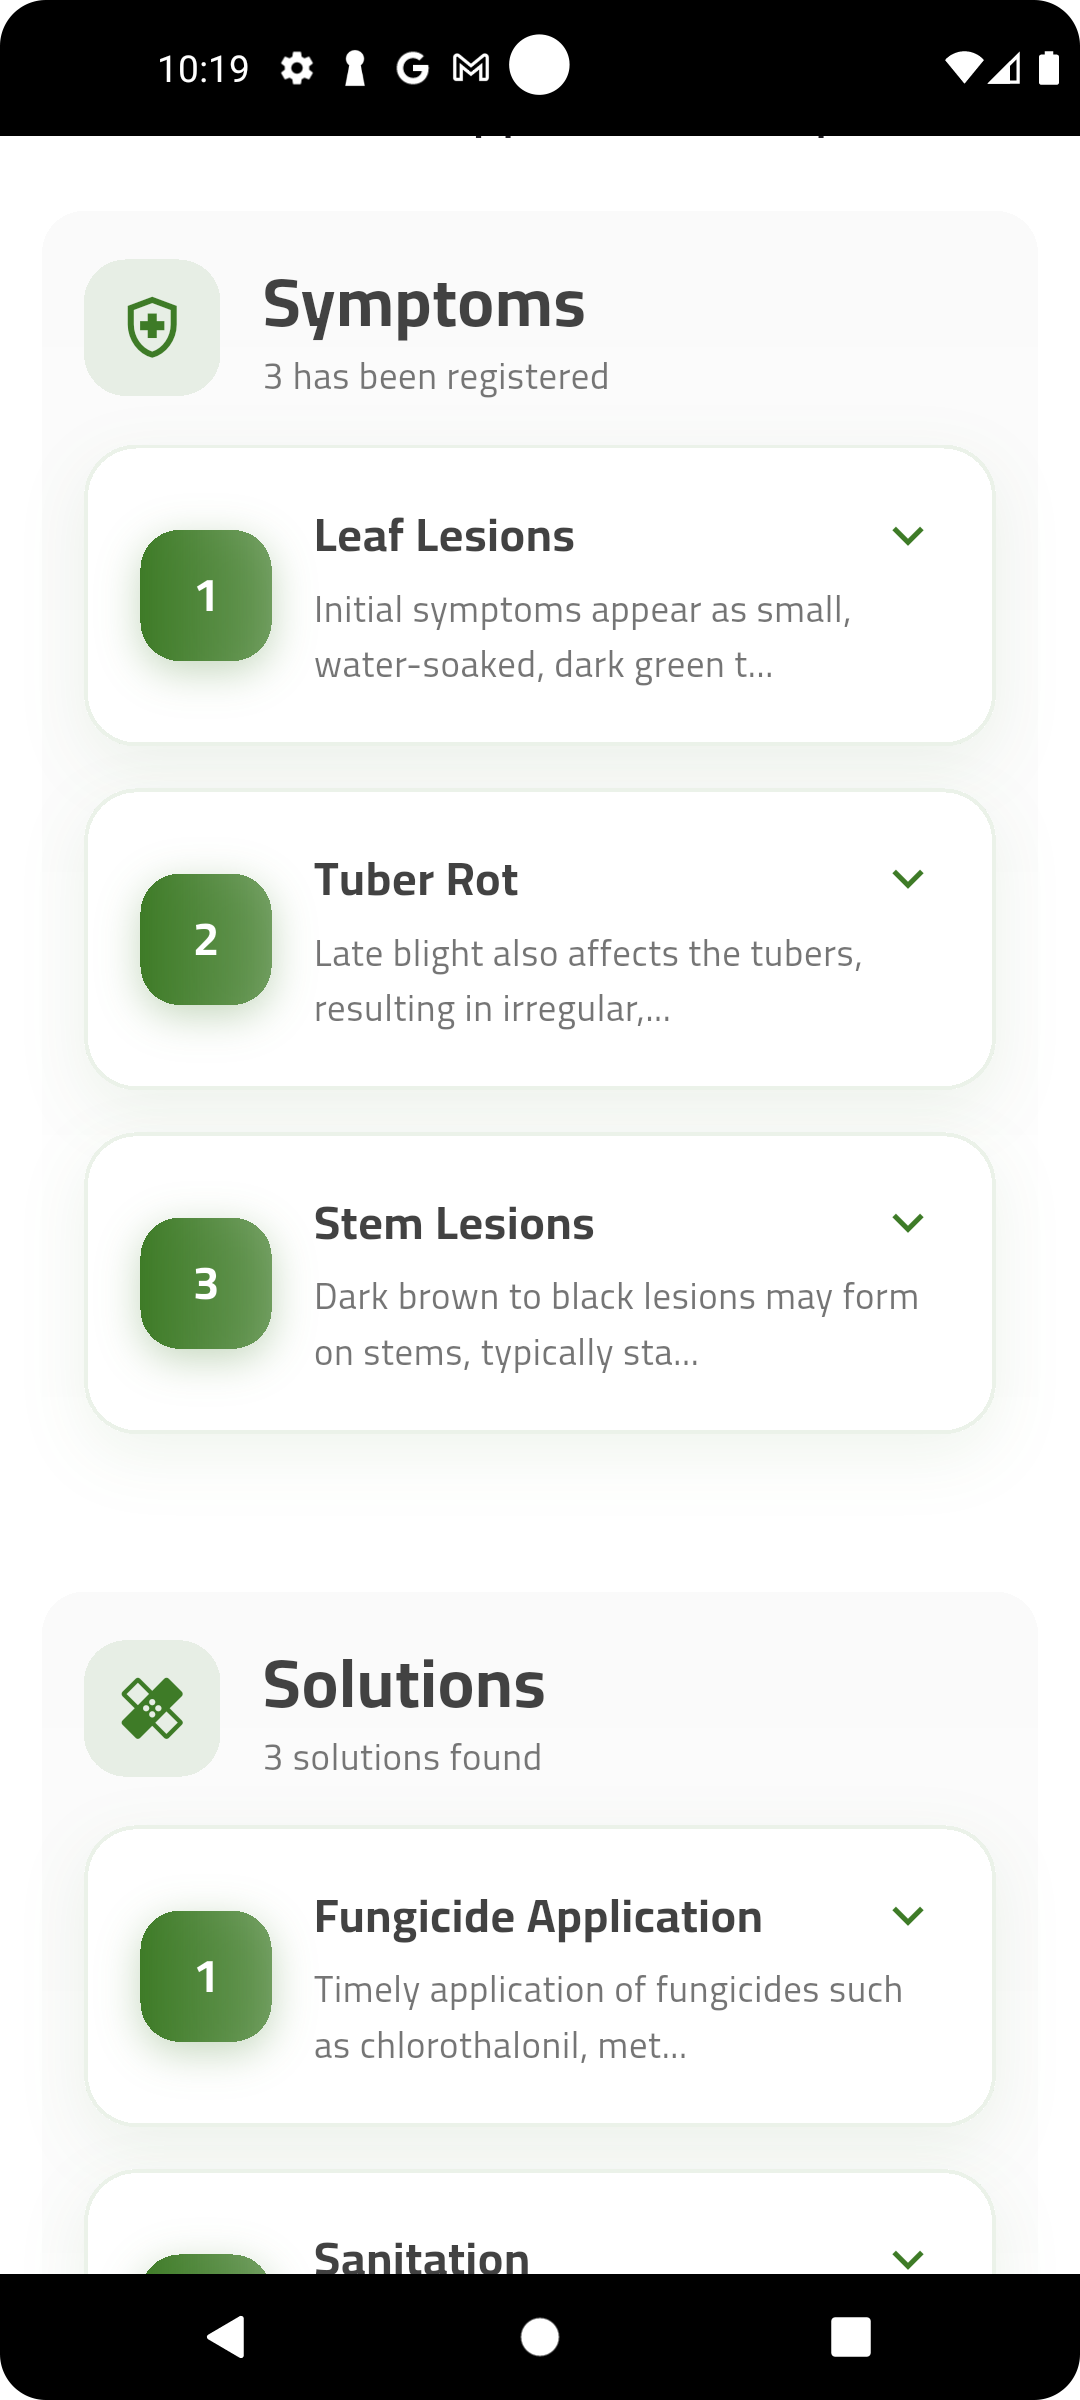 10:19
Symptoms
3 has been registered
1
Leaf Lesions
Initial symptoms appear as small,
water-soaked, dark green t...
2
Tuber Rot
Late blight also affects the tubers,
resulting in irregular,...
3
Stem Lesions
Dark brown to black lesions may form
on stems, typically sta...
Solutions
3 solutions found
1
Fungicide Application
Timely application of fungicides such
as chlorothalonil, met...
Sanitation